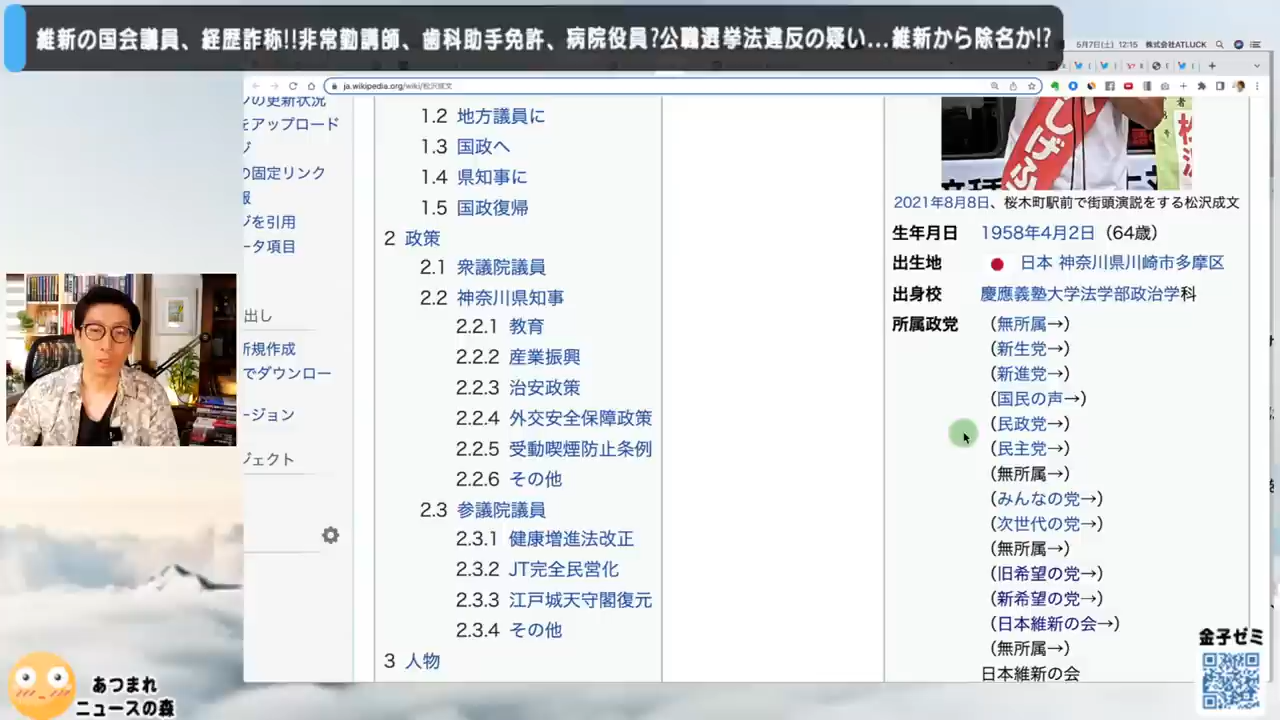 維新の国会議員、経歴詐称!!非常勤講師、歯科助手免許、病院役員?公職選挙法違反の疑い…維新から除名か!?
5月7日(土) 12:15 株式会社ATLUCK
ja.wikipedia.org/wiki/松沢成文
の更新状況
をアップロード
の固定リンク
報
ジを引用
ータ項目
出し
新規作成
でダウンロー
ージョン
ジェクト
1.2 地方議員に
1.3 国政へ
1.4 県知事に
1.5 国政復帰
2 政策
2.1 衆議院議員
2.2 神奈川県知事
2.2.1 教育
2.2.2 産業振興
2.2.3 治安政策
2.2.4 外交安全保障政策
2.2.5 受動喫煙防止条例
2.2.6 その他
2.3 参議院議員
2.3.1 健康増進法改正
2.3.2 JT完全民営化
2.3.3 江戸城天守閣復元
2.3.4 その他
3 人物
しげふ
2021年8月8日、桜木町駅前で街頭演説をする松沢成文
生年月日 1958年4月2日(64歳)
出生地 日本 神奈川県川崎市多摩区
出身校 慶應義塾大学法学部政治学科
所属政党 (無所属→)
(新生党→)
(新進党→)
(国民の声→)
(民政党→)
(民主党→)
(無所属→)
(みんなの党→)
(次世代の党→)
(無所属→)
(旧希望の党→)
(新希望の党→)
(日本維新の会→)
(無所属→)
日本維新の会
金子ゼミ
あつまれ
ニュースの森